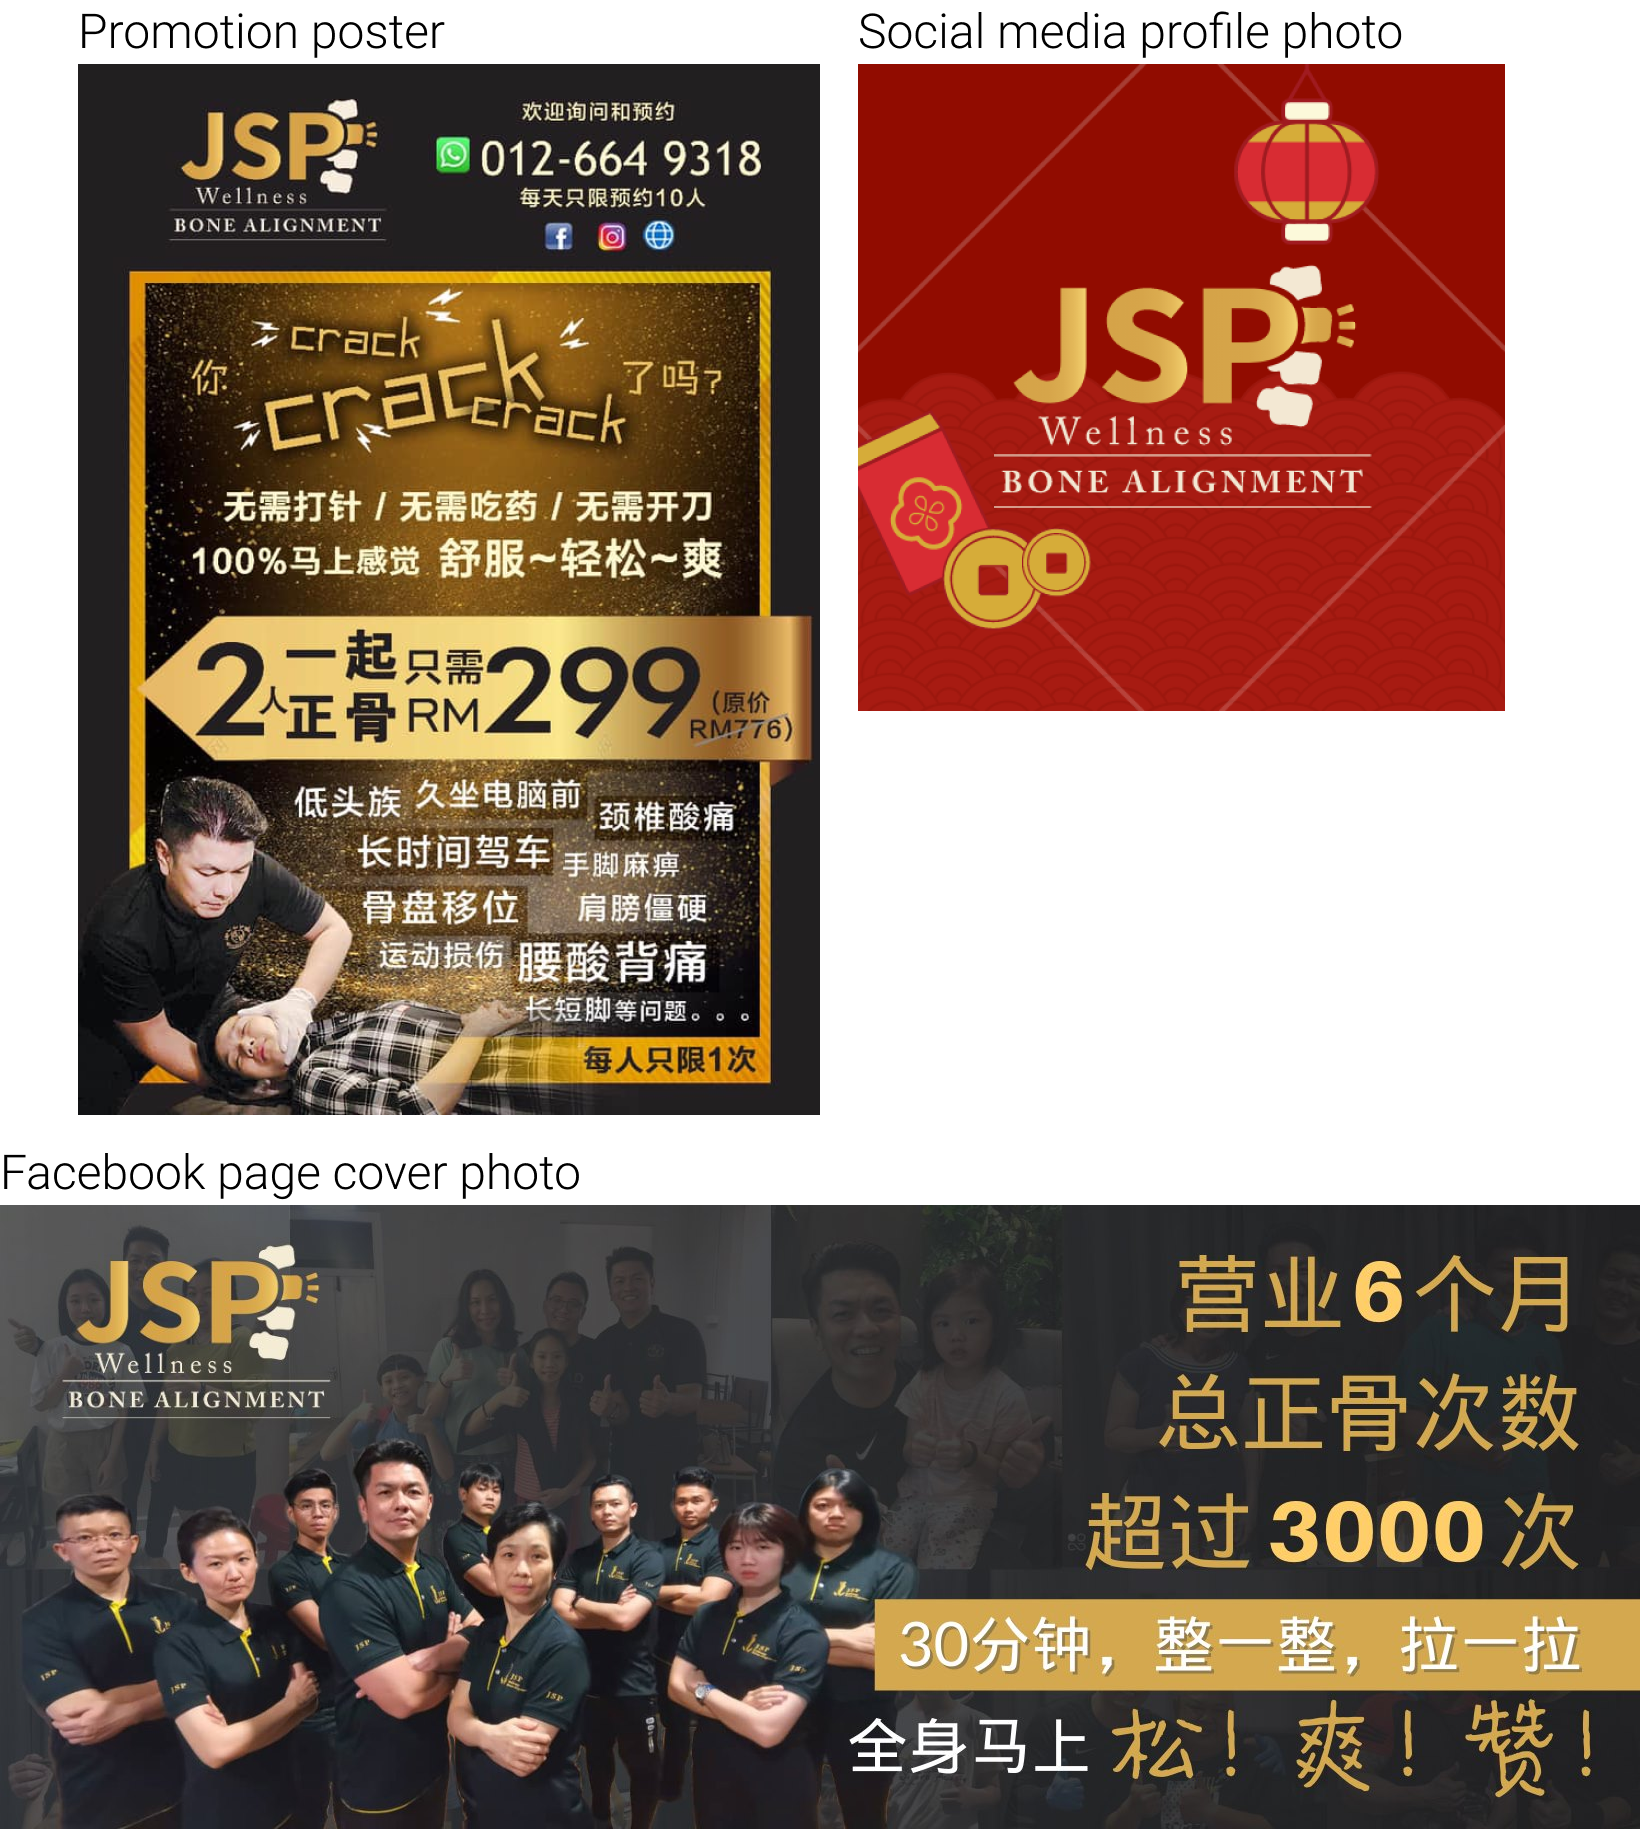 Promotion poster
JSP
Wellness
BONE ALIGNMENT
欢迎询问和预约
012-664 9318
每天只限预约10人
你 crack crack crack 了吗?
无需打针 / 无需吃药 / 无需开刀
100%马上感觉 舒服~轻松~爽
2人一起正骨 只需RM299 (原价RM776)
低头族 久坐电脑前 颈椎酸痛
长时间驾车 手脚麻痹
骨盘移位 肩膀僵硬
运动损伤 腰酸背痛
长短脚等问题。。。
每人只限1次
Social media profile photo
JSP
Wellness
BONE ALIGNMENT
Facebook page cover photo
JSP
Wellness
BONE ALIGNMENT
营业6个月
总正骨次数
超过3000次
30分钟，整一整，拉一拉
全身马上 松！爽！赞！
JSP
JSP
JSP
JSP